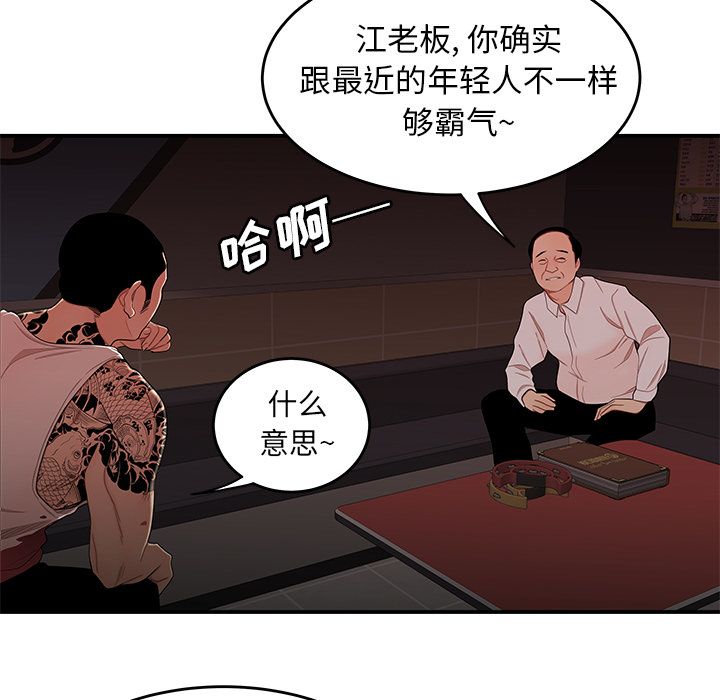 江老板, 你确实
跟最近的年轻人不一样
够霸气~
哈啊一
什么
意思~